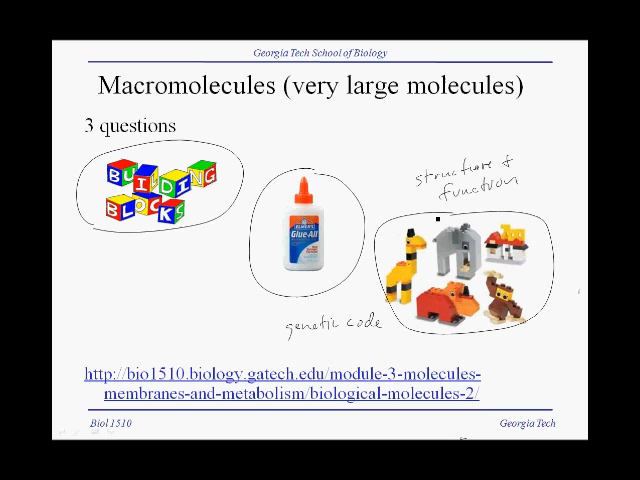 Georgia Tech School of Biology
Macromolecules (very large molecules)
3 questions
BUILDING
BLOCKS
structure &
function
ELMER'S
Glue-All
genetic code
http://bio1510.biology.gatech.edu/module-3-molecules-
membranes-and-metabolism/biological-molecules-2/
Biol 1510
Georgia Tech